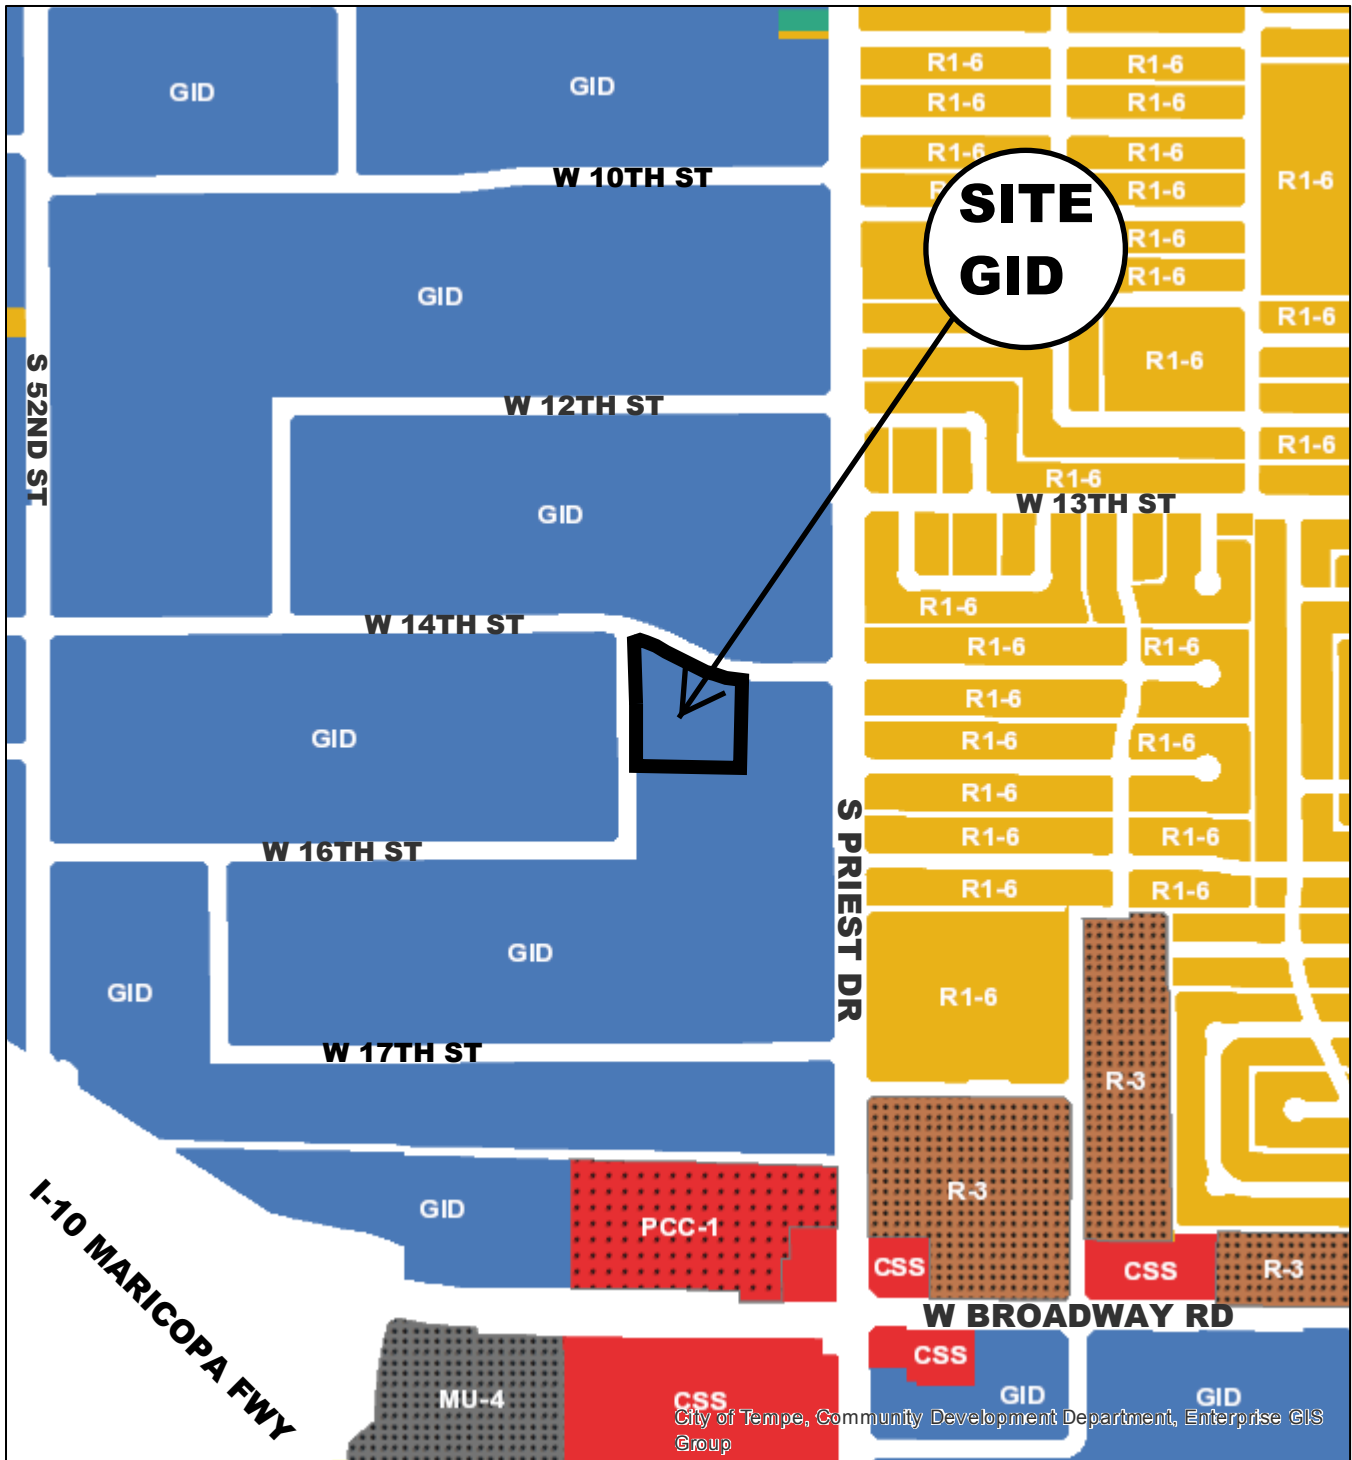 GID
GID
R1-6
R1-6
R1-6
R1-6
R1-6
R1-6
R1-6
R1-6
R1-6
W 10TH ST
SITE
GID
R1-6
R1-6
GID
R1-6
R1-6
S 52ND ST
W 12TH ST
R1-6
R1-6
W 13TH ST
GID
R1-6
W 14TH ST
R1-6
R1-6
R1-6
GID
R1-6
R1-6
R1-6
S PRIEST DR
R1-6
R1-6
W 16TH ST
R1-6
R1-6
GID
GID
R1-6
W 17TH ST
R-3
I-10 MARICOPA FWY
GID
PCC-1
R-3
CSS
CSS
R-3
W BROADWAY RD
CSS
MU-4
CSS
GID
GID
City of Tempe, Community Development Department, Enterprise GIS
Group